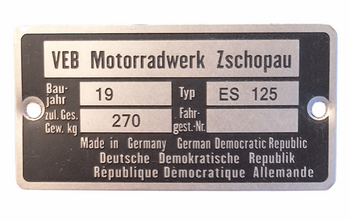 VEB Motorradwerk Zschopau
Bau-
jahr 19 Typ ES 125
zul. Ges.
Gew. kg 270 Fahr-
gest.-Nr.
Made in Germany German Democratic Republic
Deutsche Demokratische Republik
République Démocratique Allemande